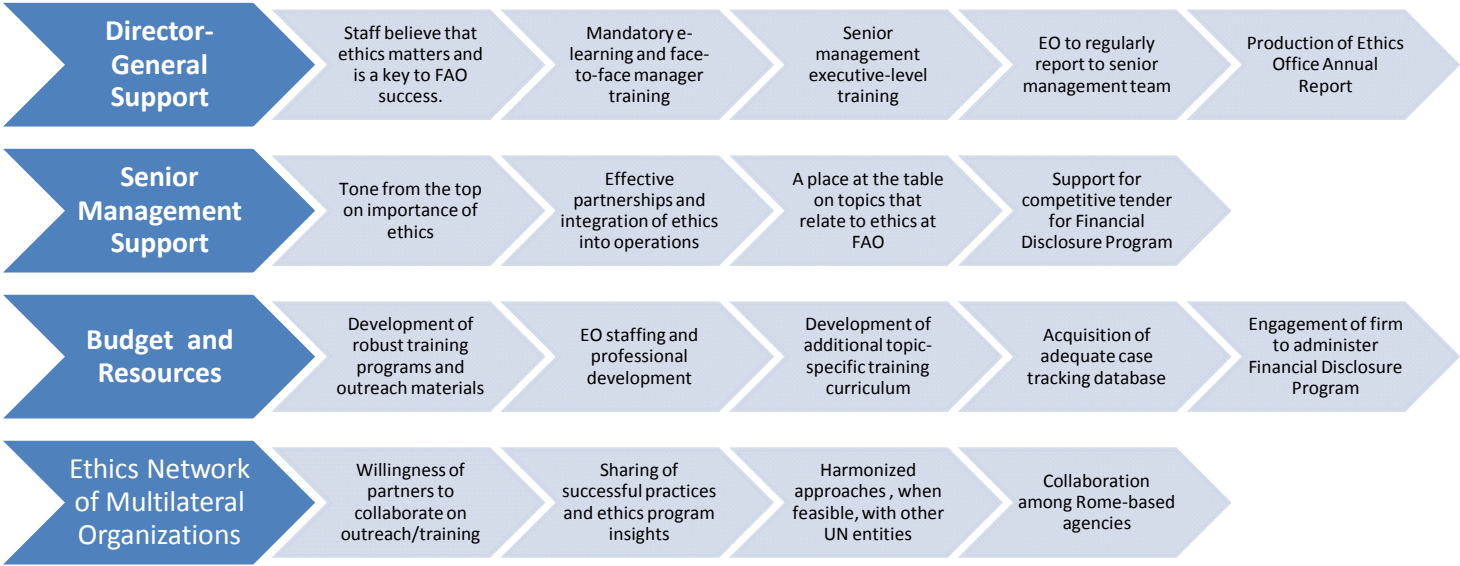 Director-
General
Support
Staff believe that
ethics matters and
is a key to FAO
success.
Mandatory e-
learning and face-
to-face manager
training
Senior
management
executive-level
training
EO to regularly
report to senior
management team
Production of Ethics
Office Annual
Report
Senior
Management
Support
Tone from the top
on importance of
ethics
Effective
partnerships and
integration of ethics
into operations
A place at the table
on topics that
relate to ethics at
FAO
Support for
competitive tender
for Financial
Disclosure Program
Budget and
Resources
Development of
robust training
programs and
outreach materials
EO staffing and
professional
development
Development of
additional topic-
specific training
curriculum
Acquisition of
adequate case
tracking database
Engagement of firm
to administer
Financial Disclosure
Program
Ethics Network
of Multilateral
Organizations
Willingness of
partners to
collaborate on
outreach/training
Sharing of
successful practices
and ethics program
insights
Harmonized
approaches , when
feasible, with other
UN entities
Collaboration
among Rome-based
agencies